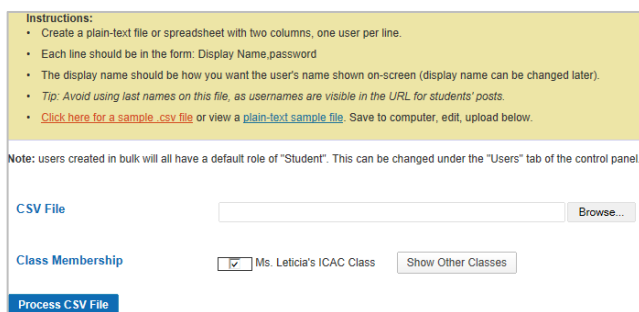 Instructions:
• Create a plain-text file or spreadsheet with two columns, one user per line.
• Each line should be in the form: Display Name,password
• The display name should be how you want the user's name shown on-screen (display name can be changed later).
• Tip: Avoid using last names on this file, as usernames are visible in the URL for students' posts.
• Click here for a sample .csv file or view a plain-text sample file. Save to computer, edit, upload below.
Note: users created in bulk will all have a default role of "Student". This can be changed under the "Users" tab of the control panel
CSV File Browse...
Class Membership Ms. Leticia's ICAC Class Show Other Classes
Process CSV File